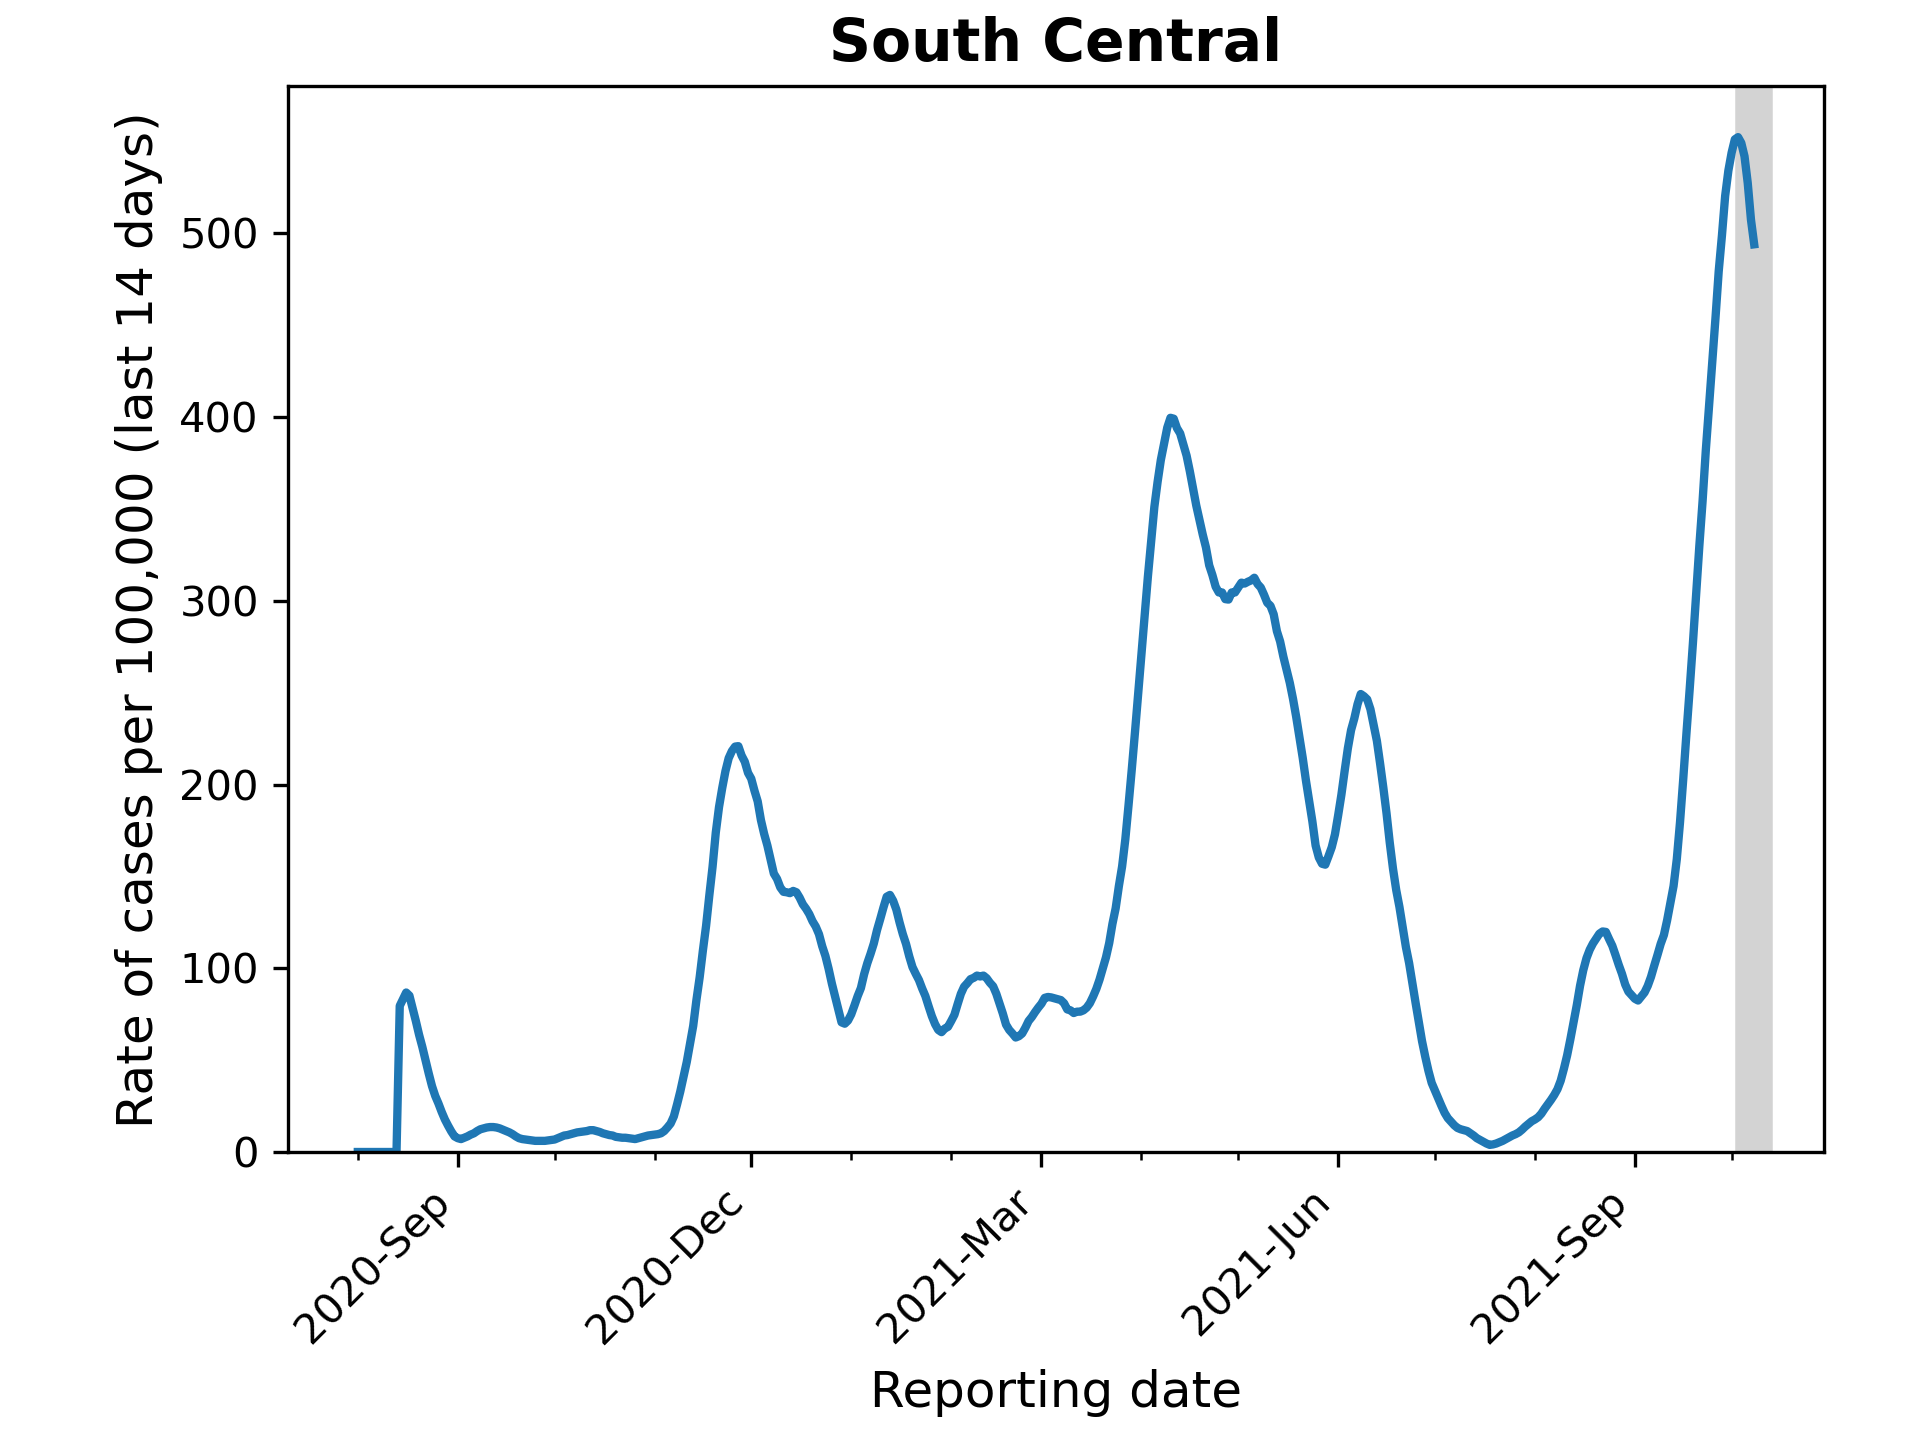 South Central
Rate of cases per 100,000 (last 14 days)
500
400
300
200
100
0
2020-Sep
2020-Dec
2021-Mar
2021-Jun
2021-Sep
Reporting date